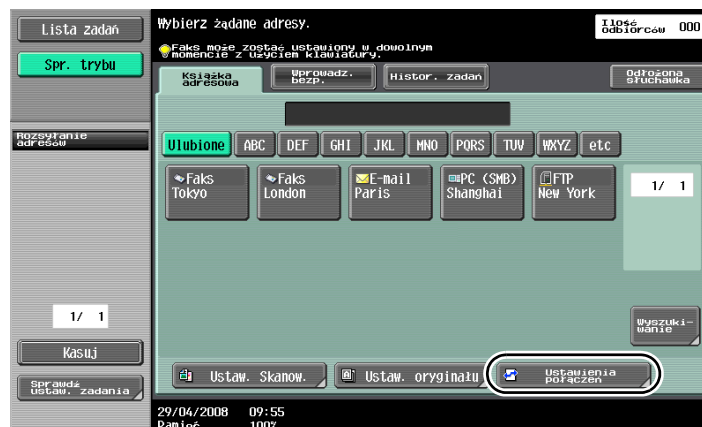 Lista zadań
Spr. trybu
Rozsyłanie
adresów
1/ 1
Kasuj
Sprawdź
ustaw. zadania
Wybierz żądane adresy.
Faks może zostać ustawiony w dowolnym
momencie z użyciem klawiatury.
Ilość
odbiorców 000
Książka
adresowa
Wprowadz.
bezp.
Histor. zadań
Odłożona
słuchawka
Ulubione ABC DEF GHI JKL MNO PQRS TUV WXYZ etc
Faks
Tokyo
Faks
London
E-mail
Paris
PC (SMB)
Shanghai
FTP
New York
1/ 1
Wyszuki-
wanie
Ustaw. Skanow.
Ustaw. oryginału
Ustawienia
połączeń
29/04/2008 09:55
Pamięć 100%